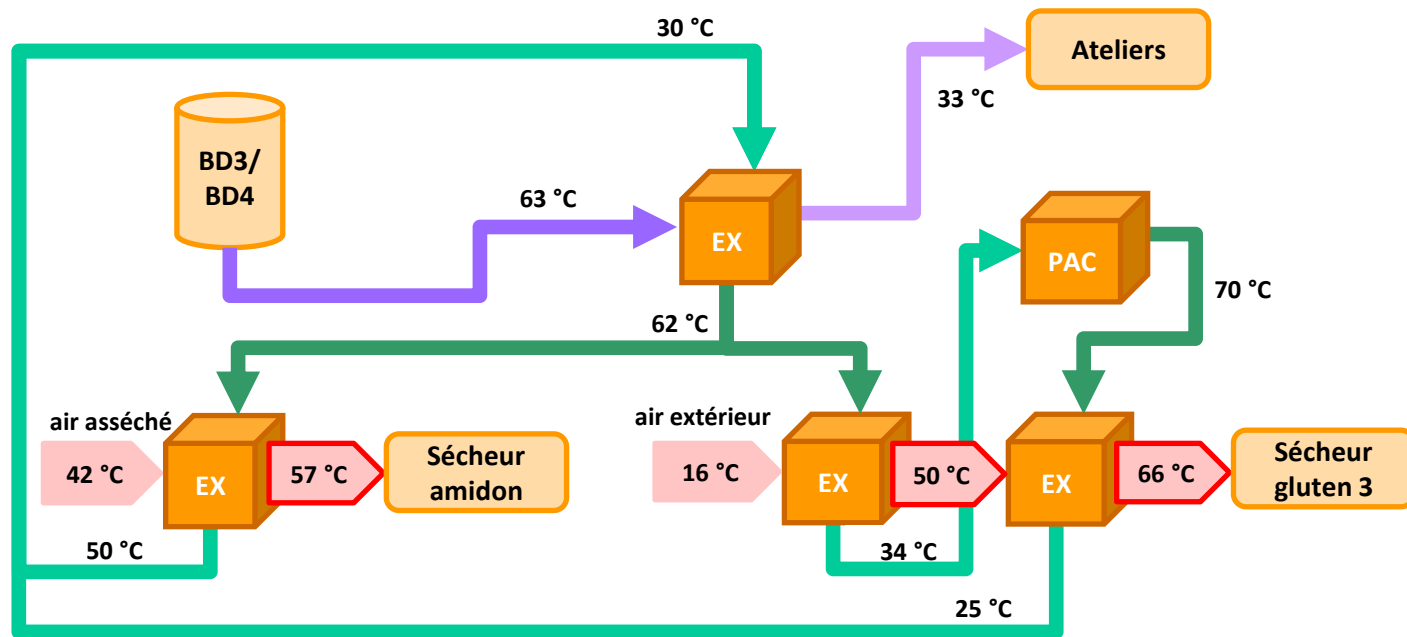 30 °C
Ateliers
33 °C
BD3/
BD4
63 °C
EX
PAC
70 °C
62 °C
air asséché
42 °C
EX
57 °C
Sécheur
amidon
air extérieur
16 °C
EX
50 °C
EX
66 °C
Sécheur
gluten 3
50 °C
34 °C
25 °C